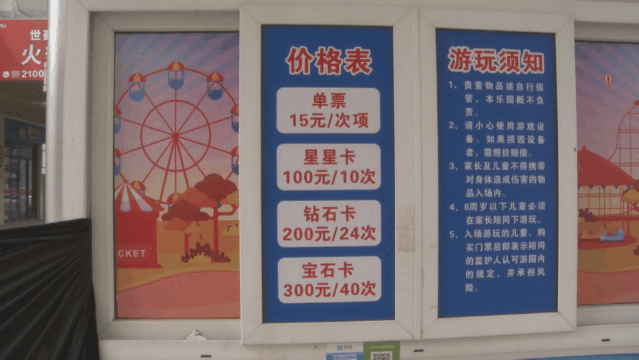 世
火
2100
CKET
价格表
单票
15元/次项
星星卡
100元/10次
钻石卡
200元/24次
宝石卡
300元/40次
游玩须知
1、贵重物品请自行保
管，本乐园概不负
责。
2、请小心使用游戏设
备。如果损毁设备
者，需照价赔偿。
3、家长及儿童不得携带
对身体造成伤害的物
品入场内。
4、8周岁以下儿童必须
在家长陪同下游玩。
5、入场游玩的儿童，购
买门票后即表示陪同
的监护人认可游园内
的规定，并承担风
险。